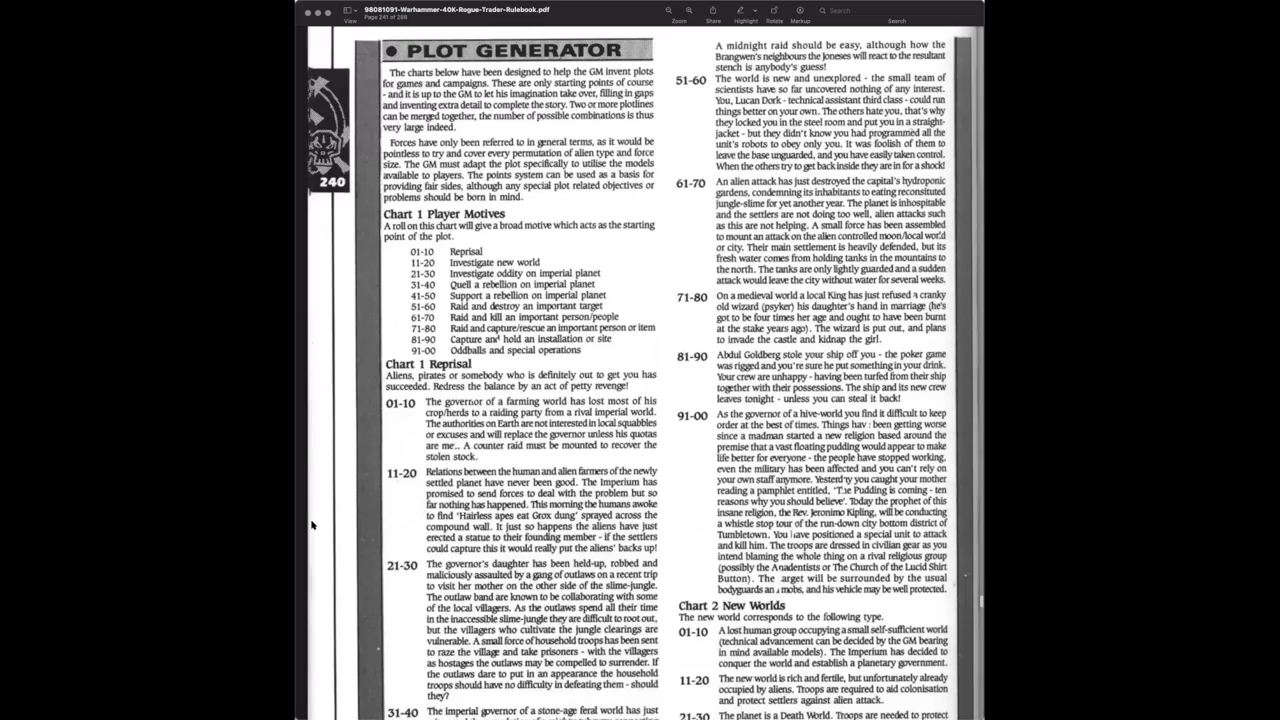 98081091-Warhammer-40K-Rogue-Trader-Rulebook.pdf
Page 241 of 288
View
Zoom
Share
Highlight
Rotate
Markup
Search
Search
240
• PLOT GENERATOR
The charts below have been designed to help the GM invent plots
for games and campaigns. These are only starting points of course
- and it is up to the GM to let his imagination take over, filling in gaps
and inventing extra detail to complete the story. Two or more plotlines
can be merged together, the number of possible combinations is thus
very large indeed.
Forces have only been referred to in general terms, as it would be
pointless to try and cover every permutation of alien type and force
size. The GM must adapt the plot specifically to utilise the models
available to players. The points system can be used as a basis for
providing fair sides, although any special plot related objectives or
problems should be born in mind.
Chart 1 Player Motives
A roll on this chart will give a broad motive which acts as the starting
point of the plot.
01-10 Reprisal
11-20 Investigate new world
21-30 Investigate oddity on imperial planet
31-40 Quell a rebellion on imperial planet
41-50 Support a rebellion on imperial planet
51-60 Raid and destroy an important target
61-70 Raid and kill an important person/people
71-80 Raid and capture/rescue an important person or item
81-90 Capture and hold an installation or site
91-00 Oddballs and special operations
Chart 1 Reprisal
Aliens, pirates or somebody who is definitely out to get you has
succeeded. Redress the balance by an act of petty revenge!
01-10 The governor of a farming world has lost most of his
crop/herds to a raiding party from a rival imperial world.
The authorities on Earth are not interested in local squabbles
or excuses and will replace the governor unless his quotas
are me.. A counter raid must be mounted to recover the
stolen stock.
11-20 Relations between the human and alien farmers of the newly
settled planet have never been good. The Imperium has
promised to send forces to deal with the problem but so
far nothing has happened. This morning the humans awoke
to find 'Hairless apes eat Grox dung' sprayed across the
compound wall. It just so happens the aliens have just
erected a statue to their founding member - if the settlers
could capture this it would really put the aliens' backs up!
21-30 The governor's daughter has been held-up, robbed and
maliciously assaulted by a gang of outlaws on a recent trip
to visit her mother on the other side of the slime-jungle.
The outlaw band are known to be collaborating with some
of the local villagers. As the outlaws spend all their time
in the inaccessible slime-jungle they are difficult to root out,
but the villagers who cultivate the jungle clearings are
vulnerable. A small force of household troops has been sent
to raze the village and take prisoners - with the villagers
as hostages the outlaws may be compelled to surrender. If
the outlaws dare to put in an appearance the household
troops should have no difficulty in defeating them - should
they?
31-40 The imperial governor of a stone-age feral world has just
A midnight raid should be easy, although how the
Brangwen's neighbours the Joneses will react to the resultant
stench is anybody's guess!
51-60 The world is new and unexplored - the small team of
scientists have so far uncovered nothing of any interest.
You, Lucan Dork - technical assistant third class - could run
things better on your own. The others hate you, that's why
they locked you in the steel room and put you in a straight-
jacket - but they didn't know you had programmed all the
unit's robots to obey only you. It was foolish of them to
leave the base unguarded, and you have easily taken control.
When the others try to get back inside they are in for a shock!
61-70 An alien attack has just destroyed the capital's hydroponic
gardens, condemning its inhabitants to eating reconstituted
jungle-slime for yet another year. The planet is inhospitable
and the settlers are not doing too well, alien attacks such
as this are not helping. A small force has been assembled
to mount an attack on the alien controlled moon/local world
or city. Their main settlement is heavily defended, but its
fresh water comes from holding tanks in the mountains to
the north. The tanks are only lightly guarded and a sudden
attack would leave the city without water for several weeks.
71-80 On a medieval world a local King has just refused a cranky
old wizard (psyker) his daughter's hand in marriage (he's
got to be four times her age and ought to have been burnt
at the stake years ago). The wizard is put out, and plans
to invade the castle and kidnap the girl.
81-90 Abdul Goldberg stole your ship off you - the poker game
was rigged and you're sure he put something in your drink.
Your crew are unhappy - having been turfed from their ship
together with their possessions. The ship and its new crew
leaves tonight - unless you can steal it back!
91-00 As the governor of a hive-world you find it difficult to keep
order at the best of times. Things hav: been getting worse
since a madman started a new religion based around the
premise that a vast floating pudding would appear to make
life better for everyone - the people have stopped working,
even the military has been affected and you can't rely on
your own staff anymore. Yesterd'y you caught your mother
reading a pamphlet entitled, 'The Pudding is coming - ten
reasons why you should believe'. Today the prophet of this
insane religion, the Rev. Jeronimo Kipling, will be conducting
a whistle stop tour of the run-down city bottom district of
Tumbletown. You have positioned a special unit to attack
and kill him. The troops are dressed in civilian gear as you
intend blaming the whole thing on a rival religious group
(possibly the Anadentists or The Church of the Lucid Shirt
Button). The .arget will be surrounded by the usual
bodyguards an mobs, and his vehicle may be well protected.
Chart 2 New Worlds
The new world corresponds to the following type.
01-10 A lost human group occupying a small self-sufficient world
(technical advancement can be decided by the GM bearing
in mind available models). The Imperium has decided to
conquer the world and establish a planetary government.
11-20 The new world is rich and fertile, but unfortunately already
occupied by aliens. Troops are required to aid colonisation
and protect settlers against alien attack.
21-30 The planet is a Death World. Troops are needed to protect